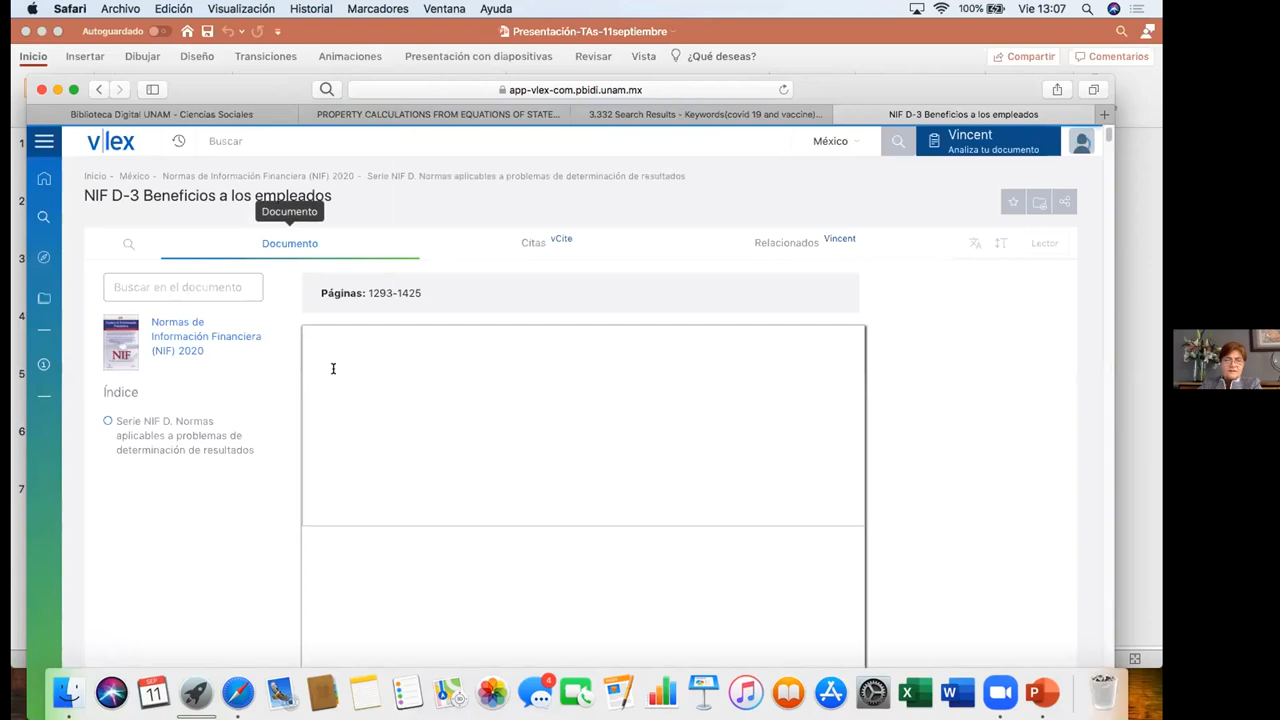 Safari Archivo Edición Visualización Historial Marcadores Ventana Ayuda 100% Vie 13:07
Autoguardado Presentación-TAs-11septiembre
Inicio Insertar Dibujar Diseño Transiciones Animaciones Presentación con diapositivas Revisar Vista ¿Qué deseas? Compartir Comentarios
app-vlex-com.pbidi.unam.mx
Biblioteca Digital UNAM - Ciencias Sociales PROPERTY CALCULATIONS FROM EQUATIONS OF STATE... 3.332 Search Results - Keywords(covid 19 and vaccine)... NIF D-3 Beneficios a los empleados
v|lex Buscar México Vincent
Analiza tu documento
Inicio - México - Normas de Información Financiera (NIF) 2020 - Serie NIF D. Normas aplicables a problemas de determinación de resultados
NIF D-3 Beneficios a los empleados
Documento
Documento Citas vCite Relacionados Vincent Lector
Buscar en el documento
Páginas: 1293-1425
Normas de
Información Financiera
(NIF) 2020
NIF
Índice
Serie NIF D. Normas
aplicables a problemas de
determinación de resultados
1
2
3
4
5
6
7
SEP
11
4